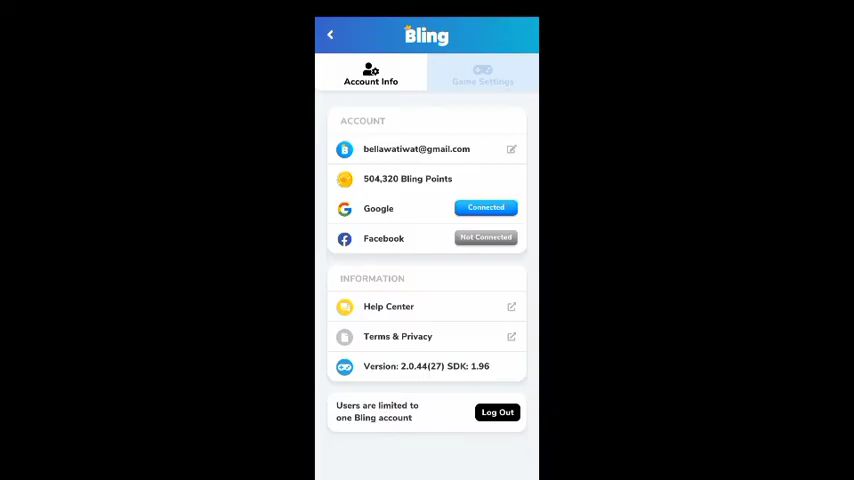 Bling
Account Info
Game Settings
ACCOUNT
bellawatiwat@gmail.com
504,320 Bling Points
Google
Connected
Facebook
Not Connected
INFORMATION
Help Center
Terms & Privacy
Version: 2.0.44(27) SDK: 1.96
Users are limited to
one Bling account
Log Out